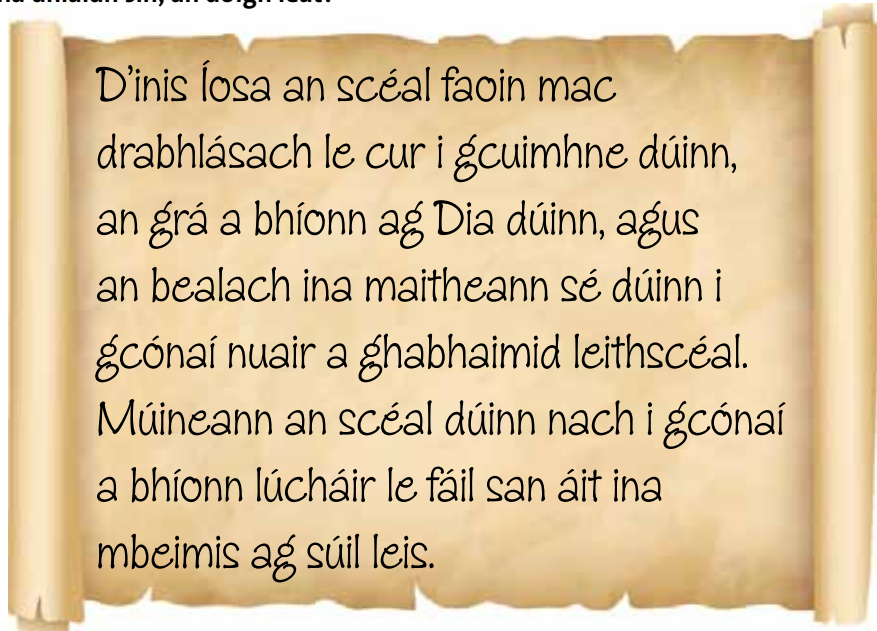 D'inis Íosa an scéal faoin mac
drabhlásach le cur i gcuimhne dúinn,
an grá a bhíonn ag Dia dúinn, agus
an bealach ina maitheann sé dúinn i
gcónaí nuair a ghabhaimid leithscéal.
Múineann an scéal dúinn nach i gcónaí
a bhíonn lúcháir le fáil san áit ina
mbeimis ag súil leis.